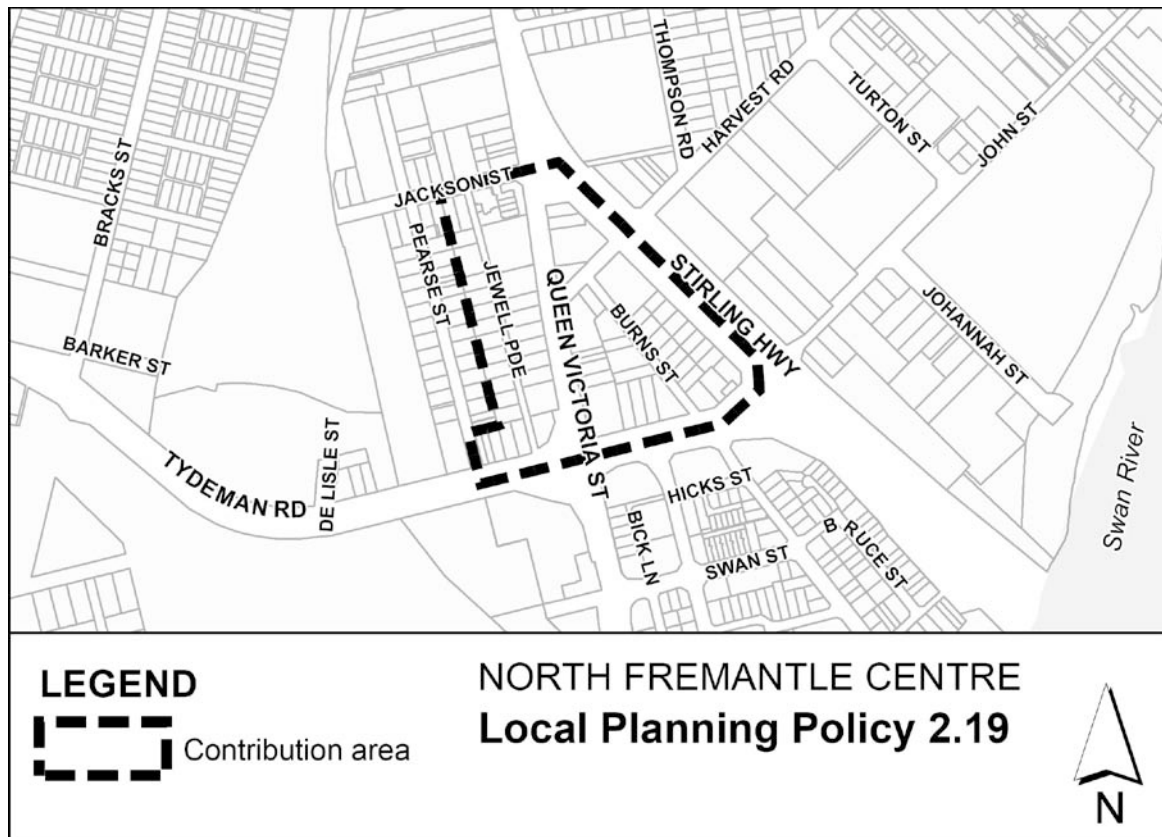 THOMPSON RD
HARVEST RD
TURTON ST
JOHN ST
BRACKS ST
JACKSON ST
PEARSE ST
JEWELL PDE
QUEEN VICTORIA ST
BURNS ST
STIRLING HWY
JOHANNAH ST
BARKER ST
TYDEMAN RD
DE LISLE ST
HICKS ST
BICK LN
SWAN ST
B RUCE ST
Swan River
LEGEND
Contribution area
NORTH FREMANTLE CENTRE
Local Planning Policy 2.19
N